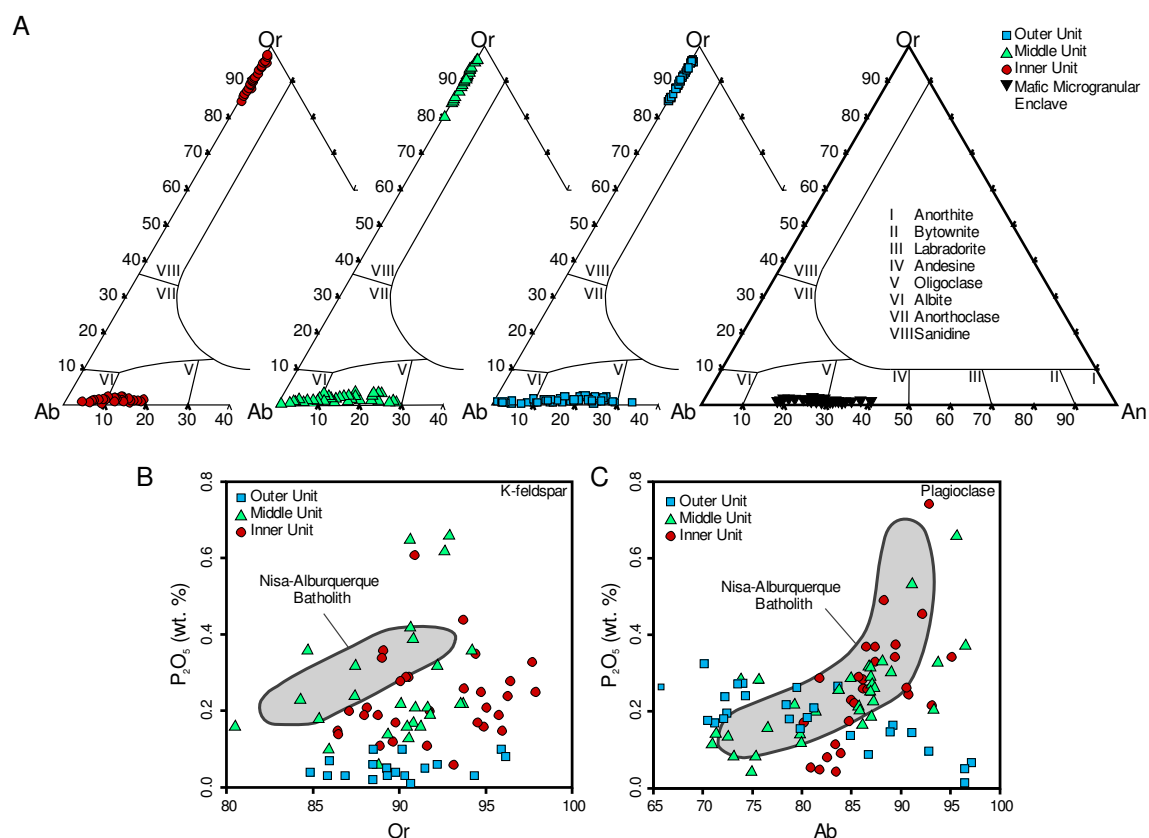 A
Or
Or
Or
Or
Outer Unit
Middle Unit
Inner Unit
Mafic Microgranular
Enclave
90
80
70
60
50
40
30
20
10
VIII
VII
VI
V
Ab
10
20
30
40
90
80
70
60
50
40
30
20
10
VIII
VII
VI
V
Ab
10
20
30
40
90
80
70
60
50
40
30
20
10
VIII
VII
VI
V
Ab
10
20
30
40
90
80
70
60
50
40
30
20
10
VIII
VII
VI
V
IV
III
II
I
Ab
An
10
20
30
40
50
60
70
80
90
I Anorthite
II Bytownite
III Labradorite
IV Andesine
V Oligoclase
VI Albite
VII Anorthoclase
VIII Sanidine
B
K-feldspar
Outer Unit
Middle Unit
Inner Unit
Nisa-Alburquerque
Batholith
P₂O₅ (wt. %)
0.8
0.6
0.4
0.2
0.0
80
85
90
95
100
Or
C
Plagioclase
Outer Unit
Middle Unit
Inner Unit
Nisa-Alburquerque
Batholith
P₂O₅ (wt. %)
0.8
0.6
0.4
0.2
0.0
65
70
75
80
85
90
95
100
Ab